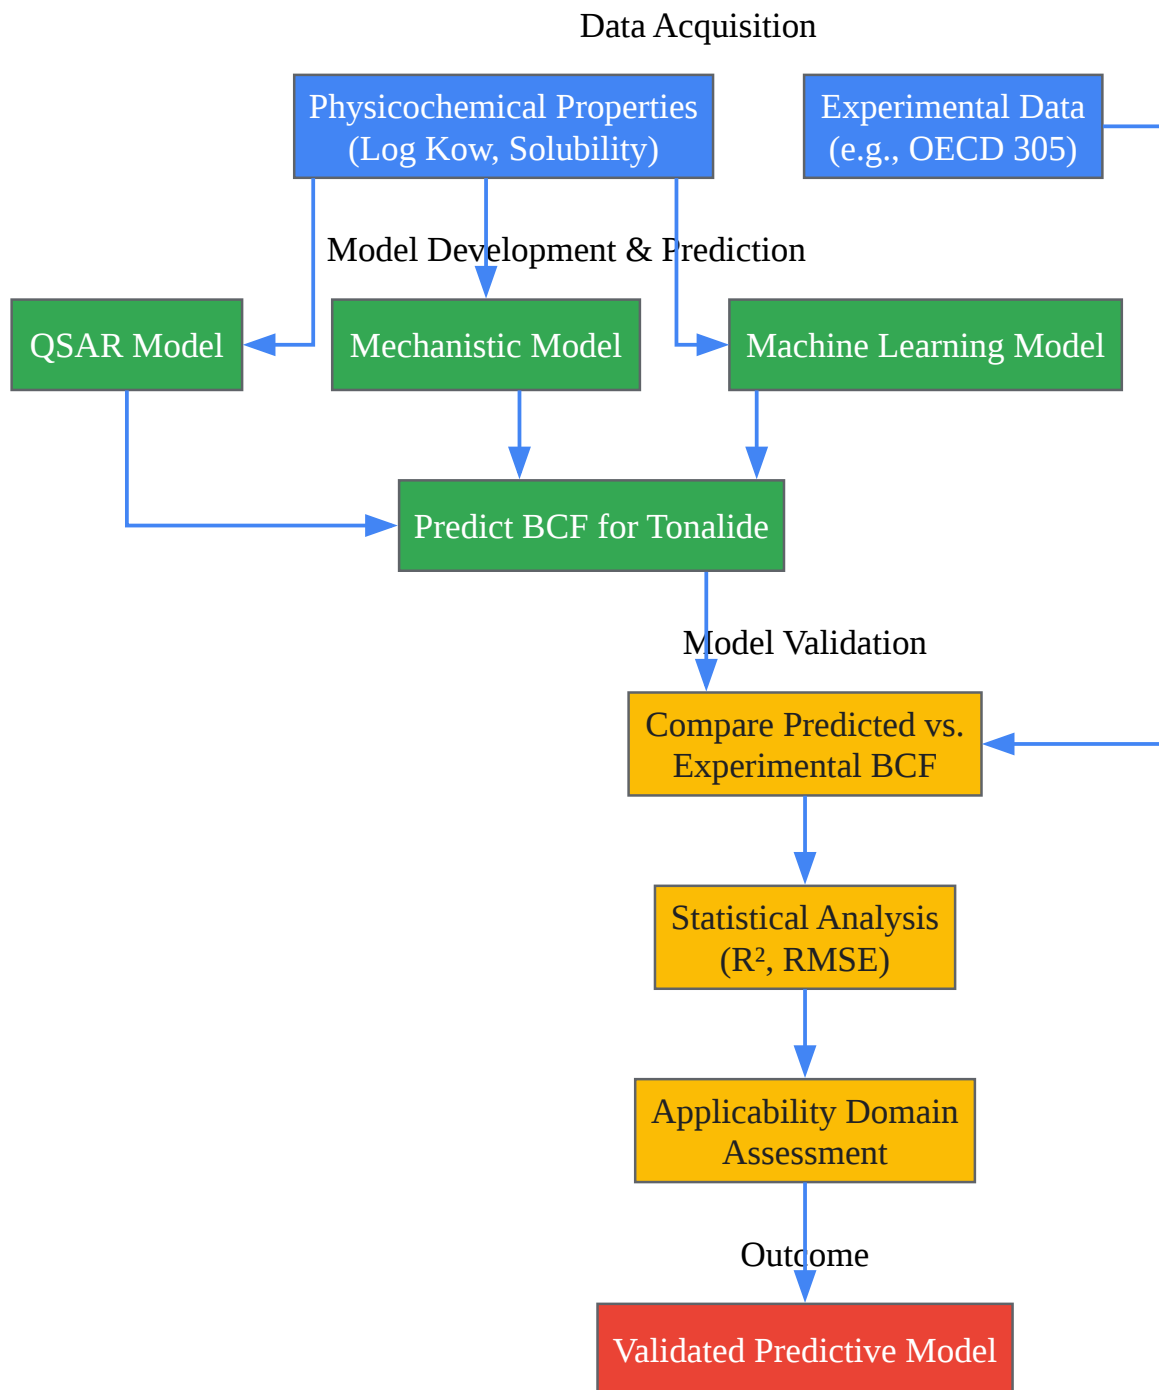 Data Acquisition
Physicochemical Properties
(Log Kow, Solubility)
Experimental Data
(e.g., OECD 305)
Model Development & Prediction
QSAR Model
Mechanistic Model
Machine Learning Model
Predict BCF for Tonalide
Model Validation
Compare Predicted vs.
Experimental BCF
Statistical Analysis
(R², RMSE)
Applicability Domain
Assessment
Outcome
Validated Predictive Model